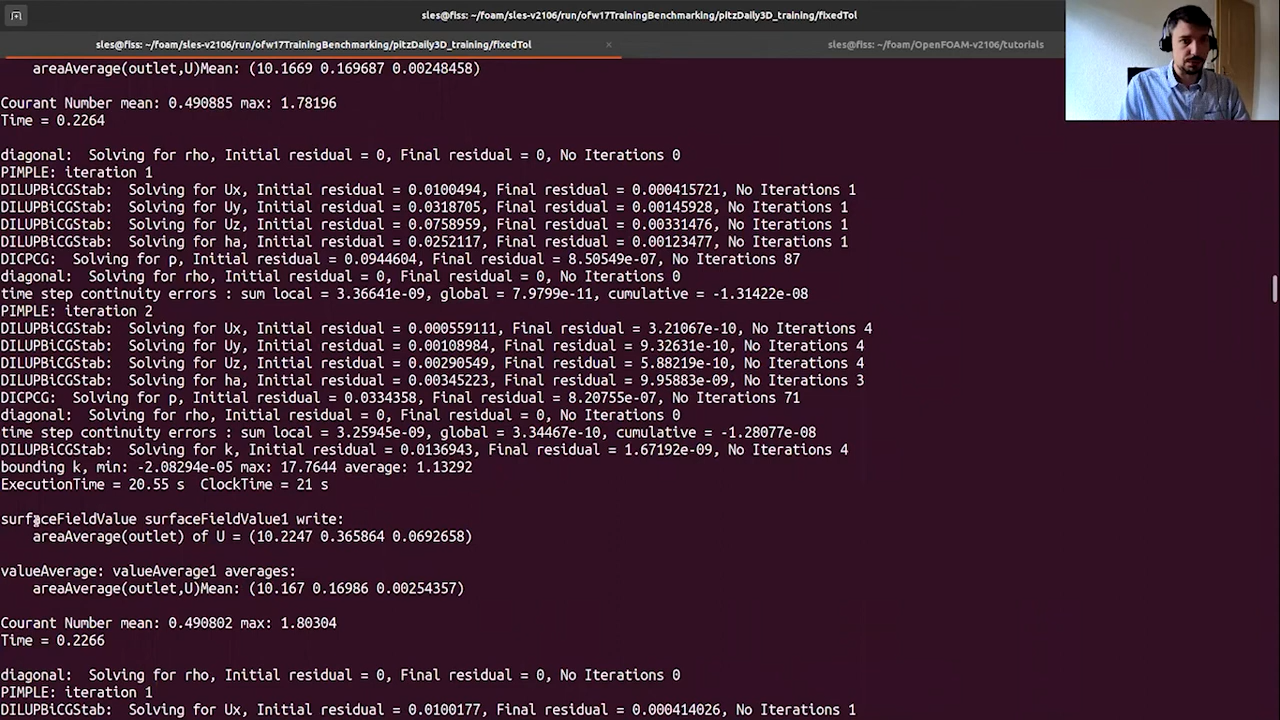 sles@fiss: ~/foam/sles-v2106/run/ofw17TrainingBenchmarking/pitzDaily3D_training/fixedTol
sles@fiss: ~/foam/sles-v2106/run/ofw17TrainingBenchmarking/pitzDaily3D_training/fixedTol × sles@fiss: ~/foam/OpenFOAM-v2106/tutorials
areaAverage(outlet,U)Mean: (10.1669 0.169687 0.00248458)
Courant Number mean: 0.490885 max: 1.78196
Time = 0.2264
diagonal:  Solving for rho, Initial residual = 0, Final residual = 0, No Iterations 0
PIMPLE: iteration 1
DILUPBiCGStab:  Solving for Ux, Initial residual = 0.0100494, Final residual = 0.000415721, No Iterations 1
DILUPBiCGStab:  Solving for Uy, Initial residual = 0.0318705, Final residual = 0.00145928, No Iterations 1
DILUPBiCGStab:  Solving for Uz, Initial residual = 0.0758959, Final residual = 0.00331476, No Iterations 1
DILUPBiCGStab:  Solving for ha, Initial residual = 0.0252117, Final residual = 0.00123477, No Iterations 1
DICPCG:  Solving for p, Initial residual = 0.0944604, Final residual = 8.50549e-07, No Iterations 87
diagonal:  Solving for rho, Initial residual = 0, Final residual = 0, No Iterations 0
time step continuity errors : sum local = 3.36641e-09, global = 7.9799e-11, cumulative = -1.31422e-08
PIMPLE: iteration 2
DILUPBiCGStab:  Solving for Ux, Initial residual = 0.000559111, Final residual = 3.21067e-10, No Iterations 4
DILUPBiCGStab:  Solving for Uy, Initial residual = 0.00108984, Final residual = 9.32631e-10, No Iterations 4
DILUPBiCGStab:  Solving for Uz, Initial residual = 0.00290549, Final residual = 5.88219e-10, No Iterations 4
DILUPBiCGStab:  Solving for ha, Initial residual = 0.00345223, Final residual = 9.95883e-09, No Iterations 3
DICPCG:  Solving for p, Initial residual = 0.0334358, Final residual = 8.20755e-07, No Iterations 71
diagonal:  Solving for rho, Initial residual = 0, Final residual = 0, No Iterations 0
time step continuity errors : sum local = 3.25945e-09, global = 3.34467e-10, cumulative = -1.28077e-08
DILUPBiCGStab:  Solving for k, Initial residual = 0.0136943, Final residual = 1.67192e-09, No Iterations 4
bounding k, min: -2.08294e-05 max: 17.7644 average: 1.13292
ExecutionTime = 20.55 s  ClockTime = 21 s
surfaceFieldValue surfaceFieldValue1 write:
areaAverage(outlet) of U = (10.2247 0.365864 0.0692658)
valueAverage: valueAverage1 averages:
areaAverage(outlet,U)Mean: (10.167 0.16986 0.00254357)
Courant Number mean: 0.490802 max: 1.80304
Time = 0.2266
diagonal:  Solving for rho, Initial residual = 0, Final residual = 0, No Iterations 0
PIMPLE: iteration 1
DILUPBiCGStab:  Solving for Ux, Initial residual = 0.0100177, Final residual = 0.000414026, No Iterations 1